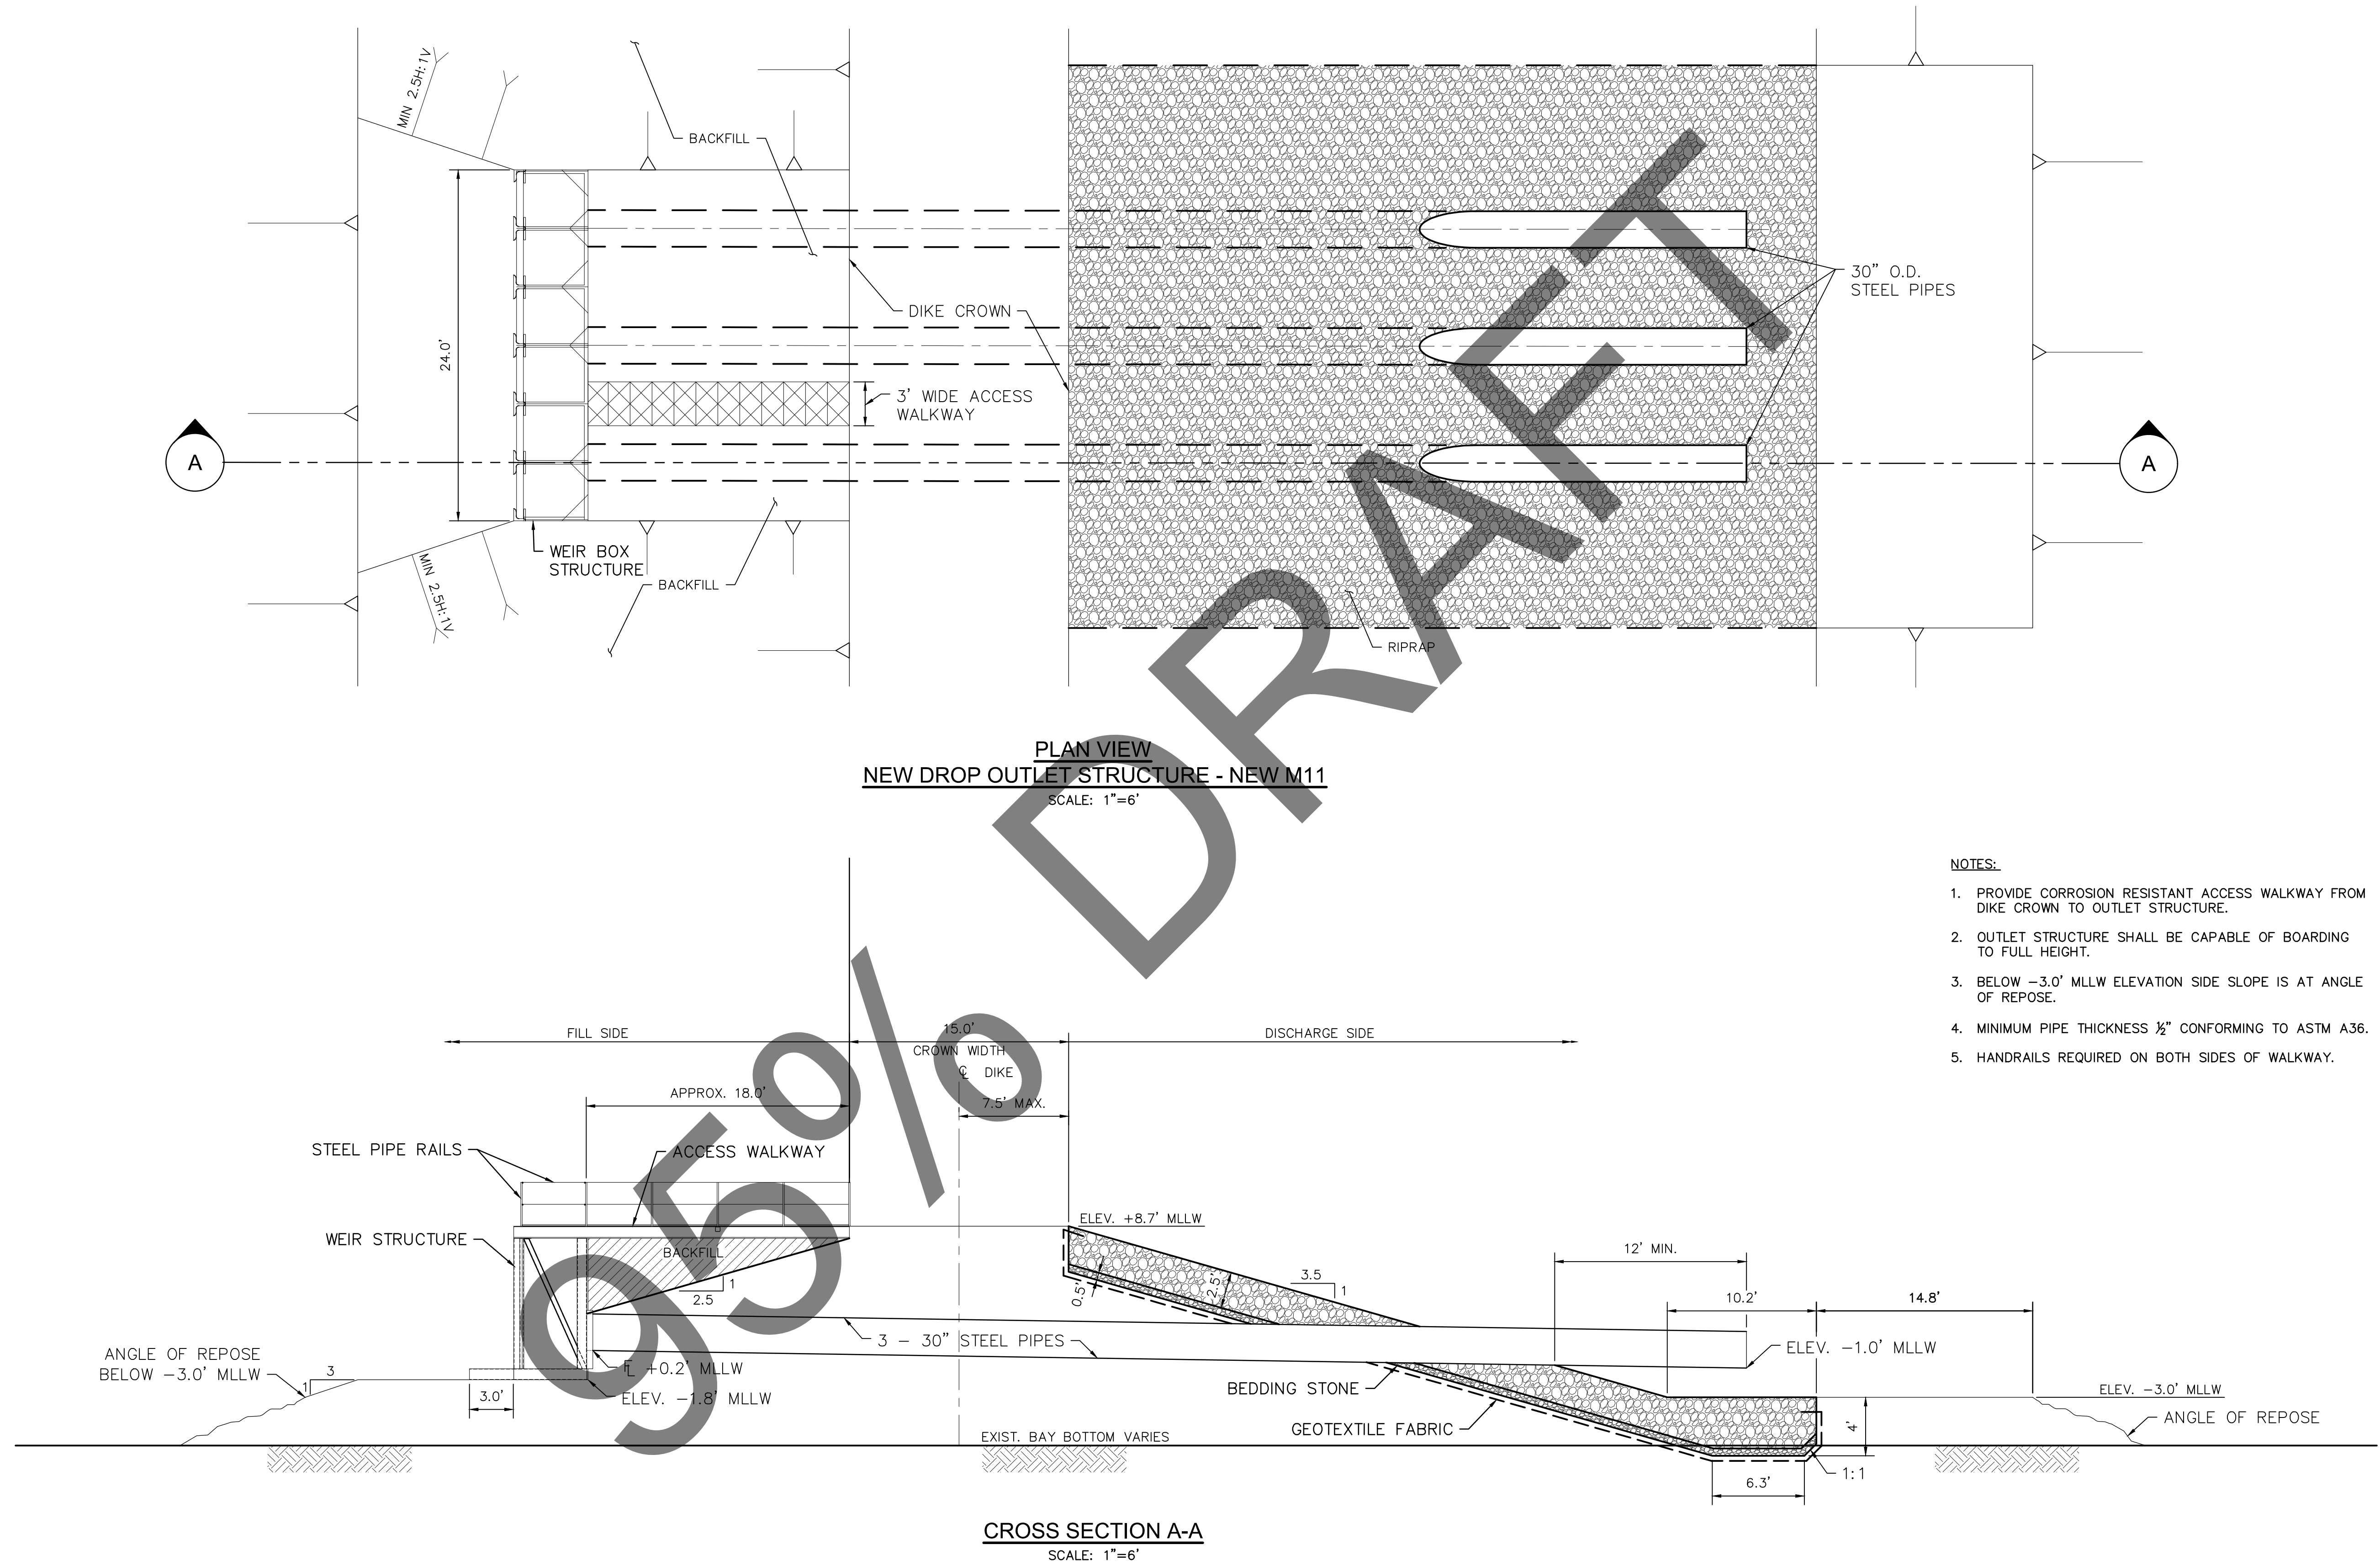 MIN 2.5H:1V
BACKFILL
24.0'
DIKE CROWN
30" O.D.
STEEL PIPES
3' WIDE ACCESS
WALKWAY
A
A
WEIR BOX
STRUCTURE
BACKFILL
MIN 2.5H:1V
RIPRAP
PLAN VIEW
NEW DROP OUTLET STRUCTURE - NEW M11
SCALE: 1"=6'
NOTES:
1. PROVIDE CORROSION RESISTANT ACCESS WALKWAY FROM
DIKE CROWN TO OUTLET STRUCTURE.
2. OUTLET STRUCTURE SHALL BE CAPABLE OF BOARDING
TO FULL HEIGHT.
3. BELOW -3.0' MLLW ELEVATION SIDE SLOPE IS AT ANGLE
OF REPOSE.
4. MINIMUM PIPE THICKNESS ½" CONFORMING TO ASTM A36.
5. HANDRAILS REQUIRED ON BOTH SIDES OF WALKWAY.
FILL SIDE
15.0'
CROWN WIDTH
DISCHARGE SIDE
℄ DIKE
APPROX. 18.0'
7.5' MAX.
STEEL PIPE RAILS
ACCESS WALKWAY
ELEV. +8.7' MLLW
WEIR STRUCTURE
BACKFILL
1
2.5
0.5'
2.5'
3.5
1
12' MIN.
10.2'
14.8'
3 - 30" STEEL PIPES
ELEV. -1.0' MLLW
ANGLE OF REPOSE
BELOW -3.0' MLLW
3
1
+0.2' MLLW
3.0'
ELEV. -1.8' MLLW
BEDDING STONE
GEOTEXTILE FABRIC
ELEV. -3.0' MLLW
ANGLE OF REPOSE
4'
EXIST. BAY BOTTOM VARIES
1:1
6.3'
CROSS SECTION A-A
SCALE: 1"=6'
95% DRAFT